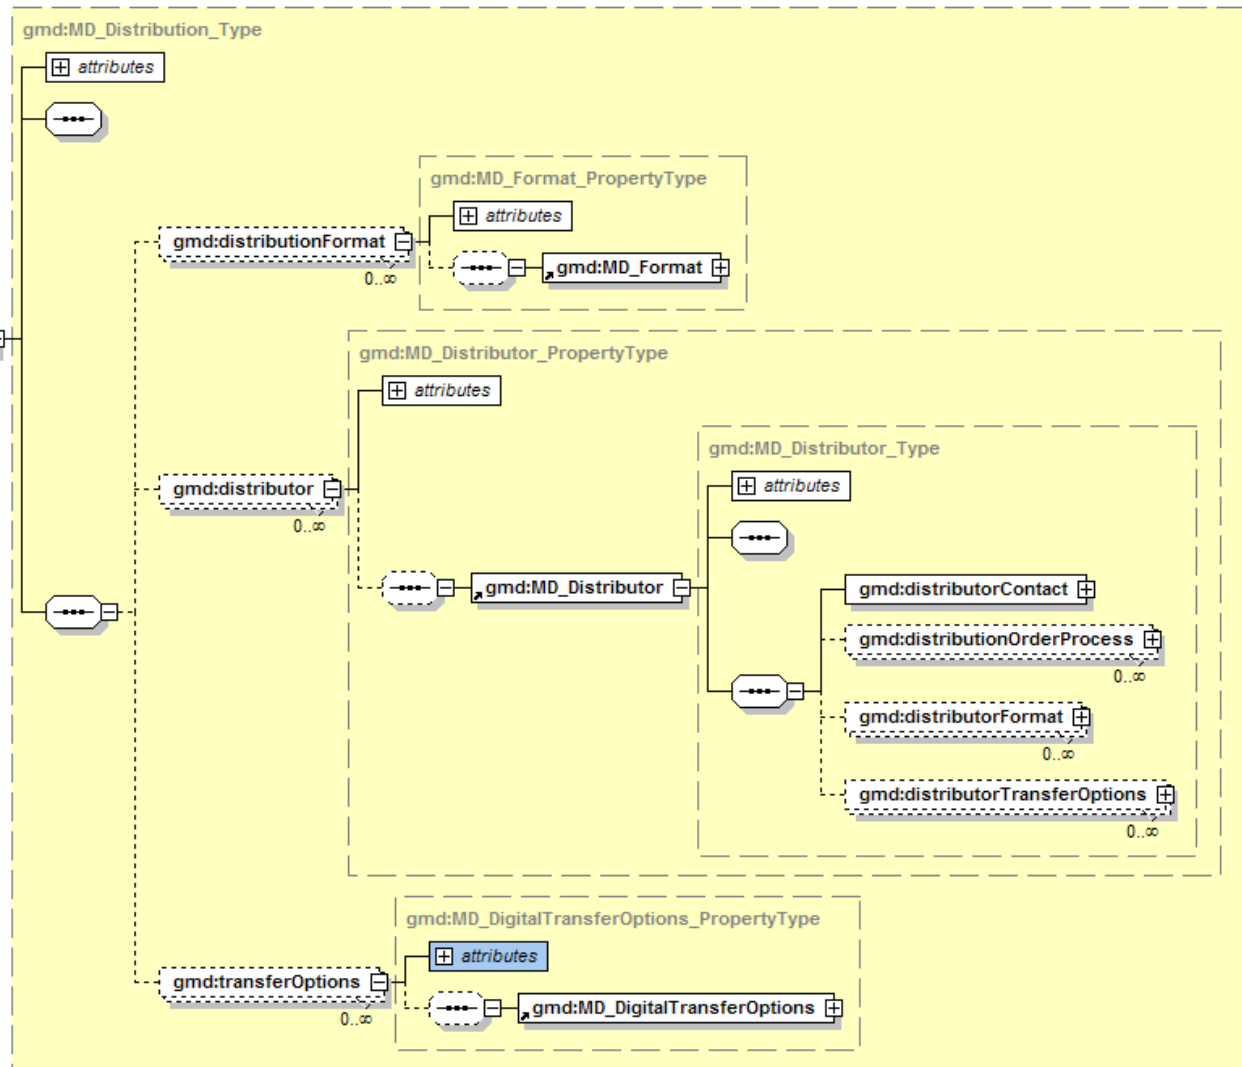 gmd:MD_Distribution_Type
attributes
gmd:MD_Format_PropertyType
attributes
gmd:distributionFormat
0..∞
gmd:MD_Format
gmd:MD_Distributor_PropertyType
attributes
gmd:MD_Distributor_Type
attributes
gmd:distributor
0..∞
gmd:MD_Distributor
gmd:distributorContact
gmd:distributionOrderProcess
0..∞
gmd:distributorFormat
0..∞
gmd:distributorTransferOptions
0..∞
gmd:MD_DigitalTransferOptions_PropertyType
attributes
gmd:transferOptions
0..∞
gmd:MD_DigitalTransferOptions